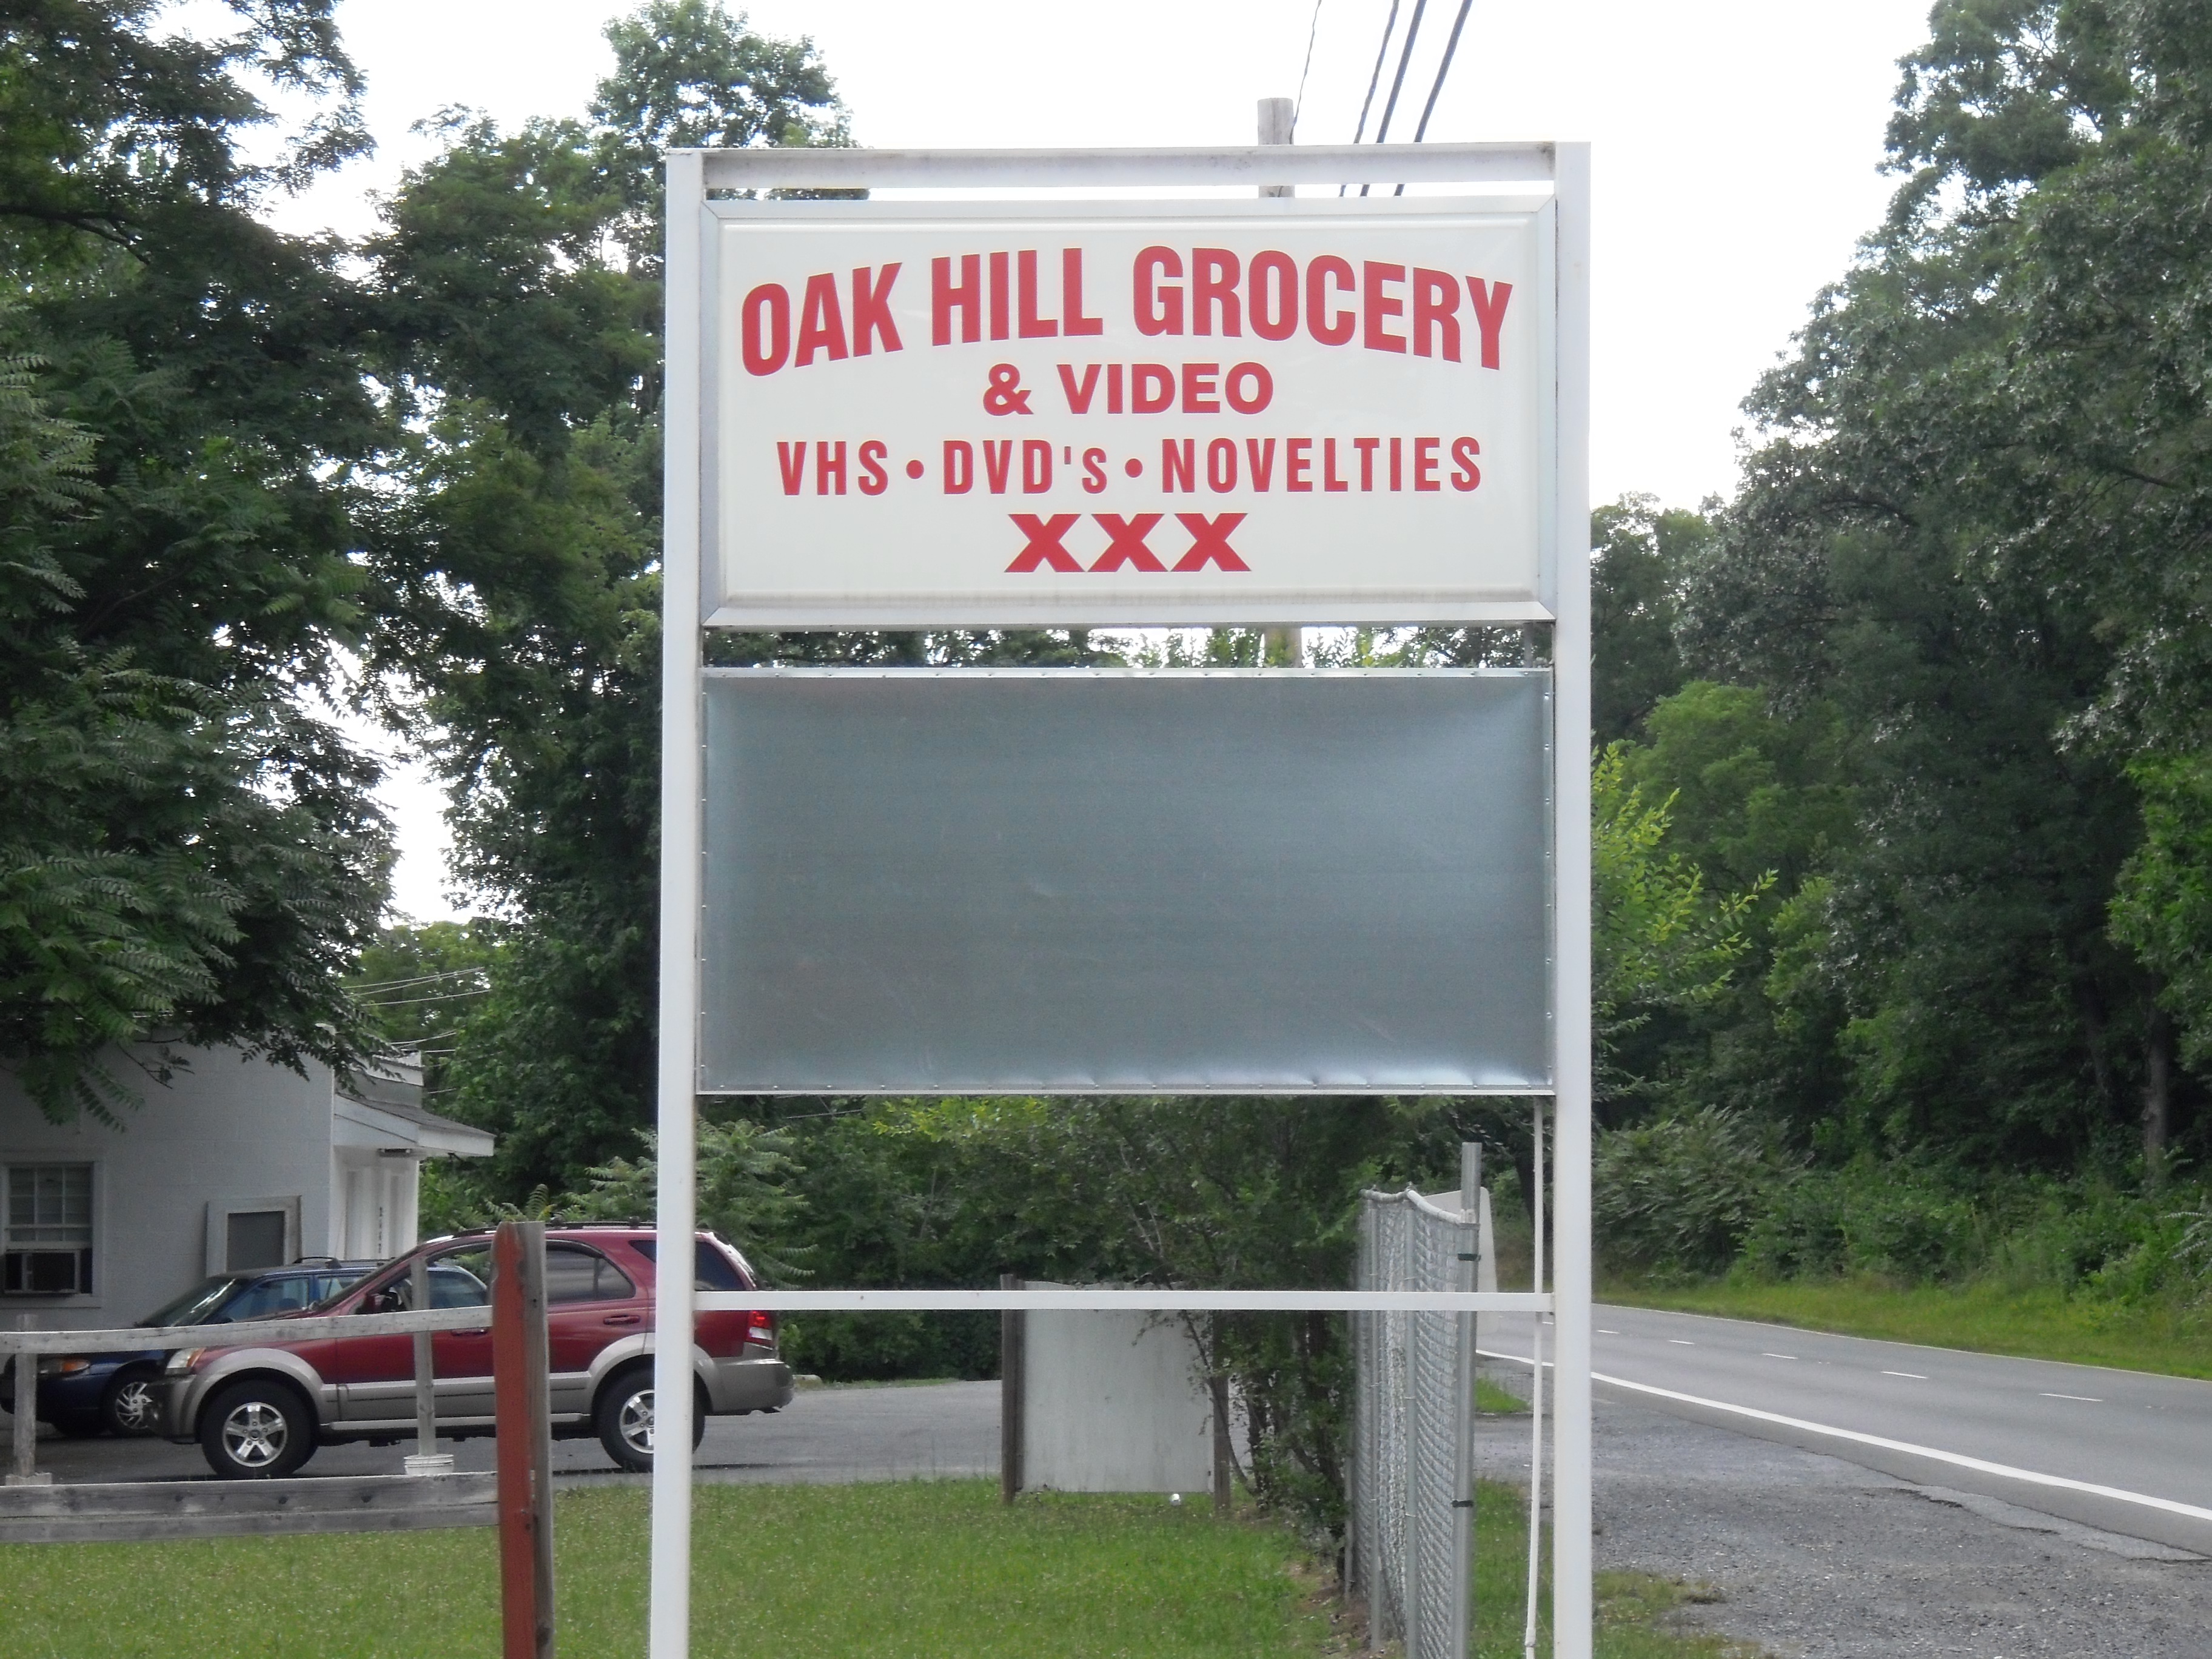 OAK HILL GROCERY
& VIDEO
VHS • DVD's • NOVELTIES
XXX